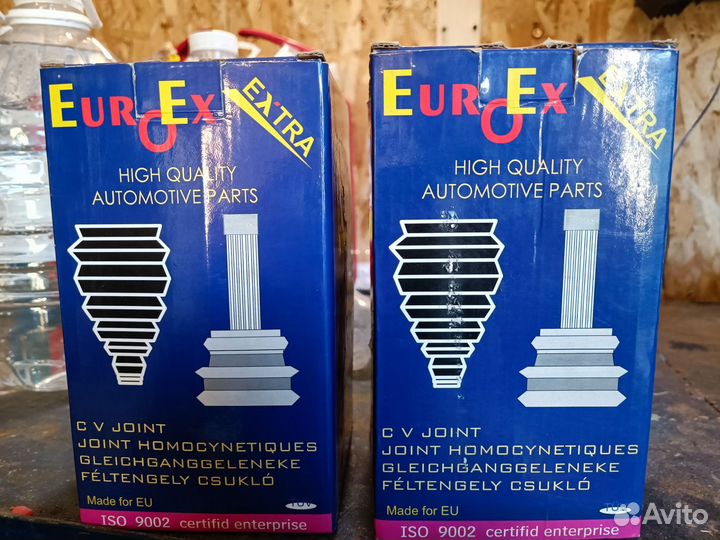 EUROEX
EXTRA
HIGH QUALITY
AUTOMOTIVE PARTS
C V JOINT
JOINT HOMOCYNETIQUES
GLEICHGANGGELENEKE
FÉLTENGELY CSUKLÓ
Made for EU
TUV
ISO 9002 certifid enterprise
EUROEX
EXTRA
HIGH QUALITY
AUTOMOTIVE PARTS
C V JOINT
JOINT HOMOCYNETIQUES
GLEICHGANGGELENEKE
FÉLTENGELY CSUKLÓ
Made for EU
ISO 9002 certifid enterprise
Avito